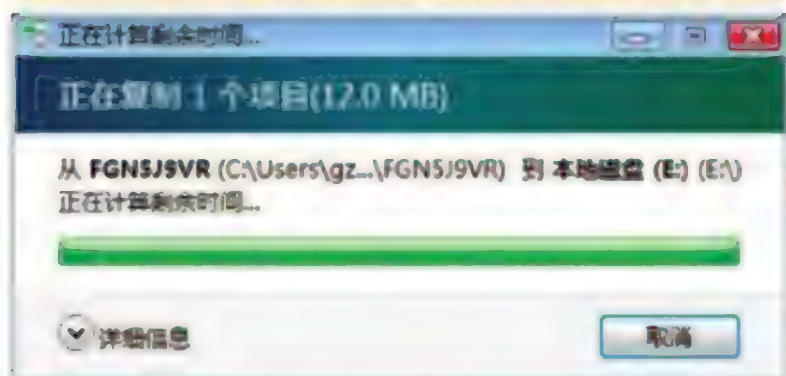 正在计算剩余时间...
正在复制 1 个项目(12.0 MB)
从 FGN5J9VR (C:\Users\gz...\FGN5J9VR) 到 本地磁盘 (E:) (E:\)
正在计算剩余时间...
详细信息
取消